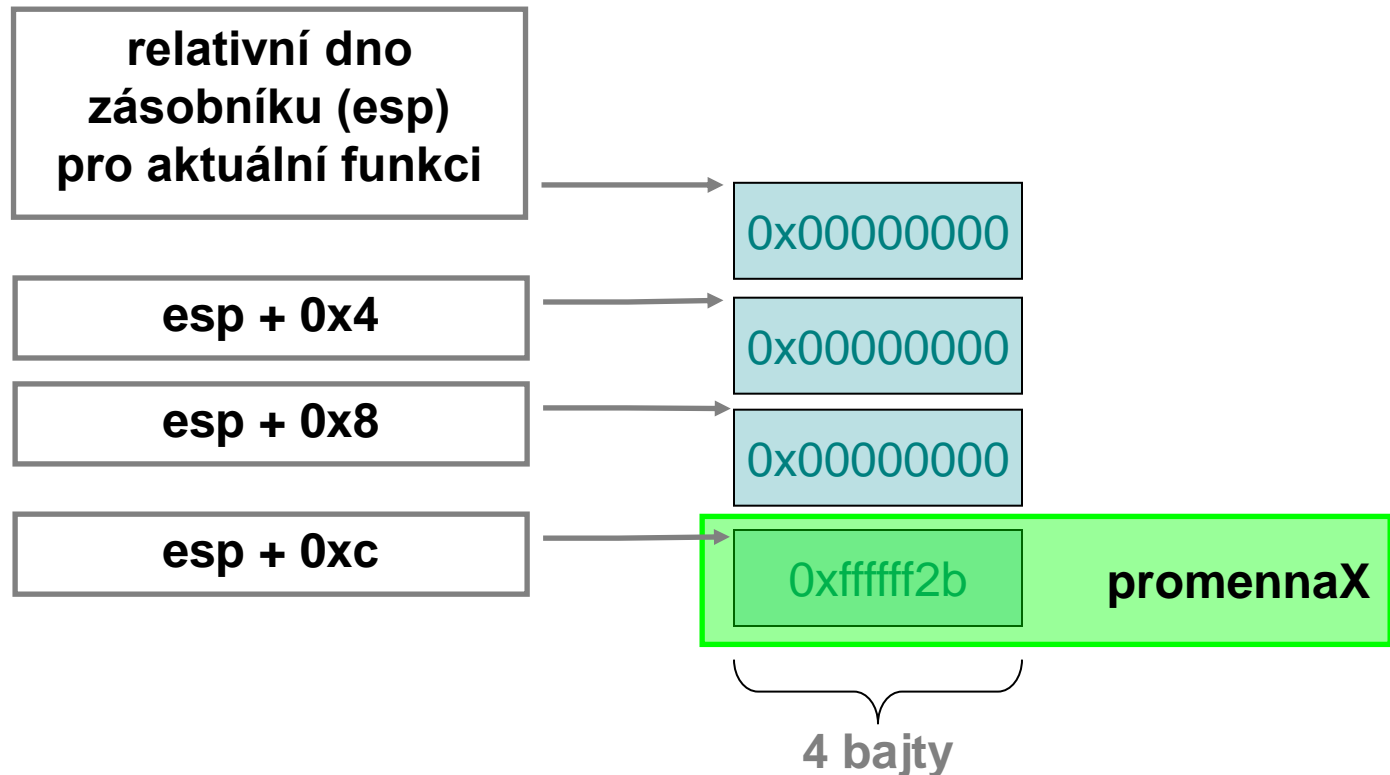 relativní dno
zásobníku (esp)
pro aktuální funkci
0x00000000
esp + 0x4
0x00000000
esp + 0x8
0x00000000
esp + 0xc
0xffffff2b
promennaX
4 bajty